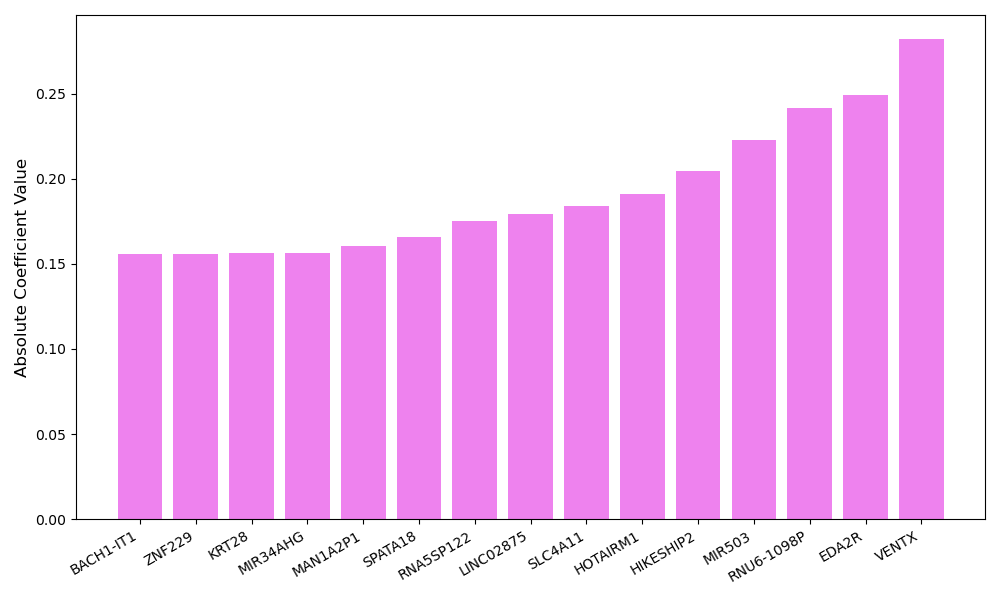 Absolute Coefficient Value
0.25
0.20
0.15
0.10
0.05
0.00
BACH1-IT1
ZNF229
KRT28
MIR34AHG
MAN1A2P1
SPATA18
RNA5SP122
LINC02875
SLC4A11
HOTAIRM1
HIKESHIP2
MIR503
RNU6-1098P
EDA2R
VENTX